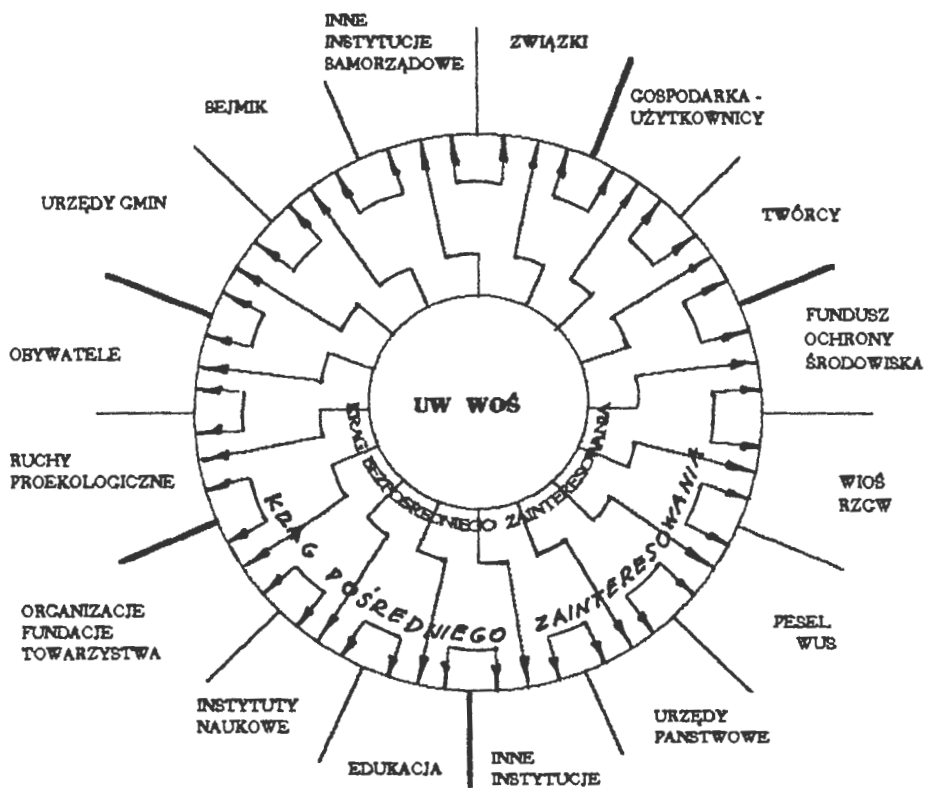 INNE
INSTYTUCJE
SAMORZĄDOWE
ZWIĄZKI
GOSPODARKA -
UŻYTKOWNICY
SEJMIK
TWÓRCY
URZĘDY GMIN
FUNDUSZ
OCHRONY
ŚRODOWISKA
OBYWATELE
UW WOŚ
KRĄG BEZPOŚREDNIEGO ZAINTERESOWANIA
KRĄG POŚREDNIEGO ZAINTERESOWANIA
RUCHY
PROEKOLOGICZNE
WIOŚ
RZGW
ORGANIZACJE
FUNDACJE
TOWARZYSTWA
PESEL
WUS
INSTYTUTY
NAUKOWE
URZĘDY
PANSTWOWE
EDUKACJA
INNE
INSTYTUCJE